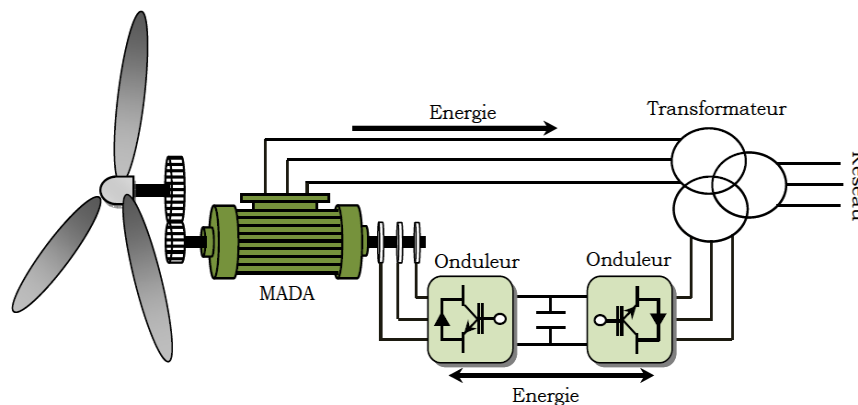 Transformateur
Energie
Réseau
Onduleur
Onduleur
MADA
Energie